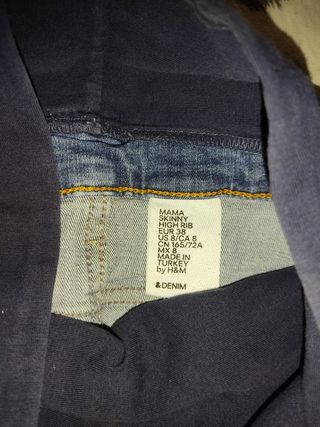 MAMA
SKINNY
HIGH RIB
EUR 38
US 8/CA 8
CN 165/72A
MX 8
MADE IN
TURKEY
by H&M
&DENIM